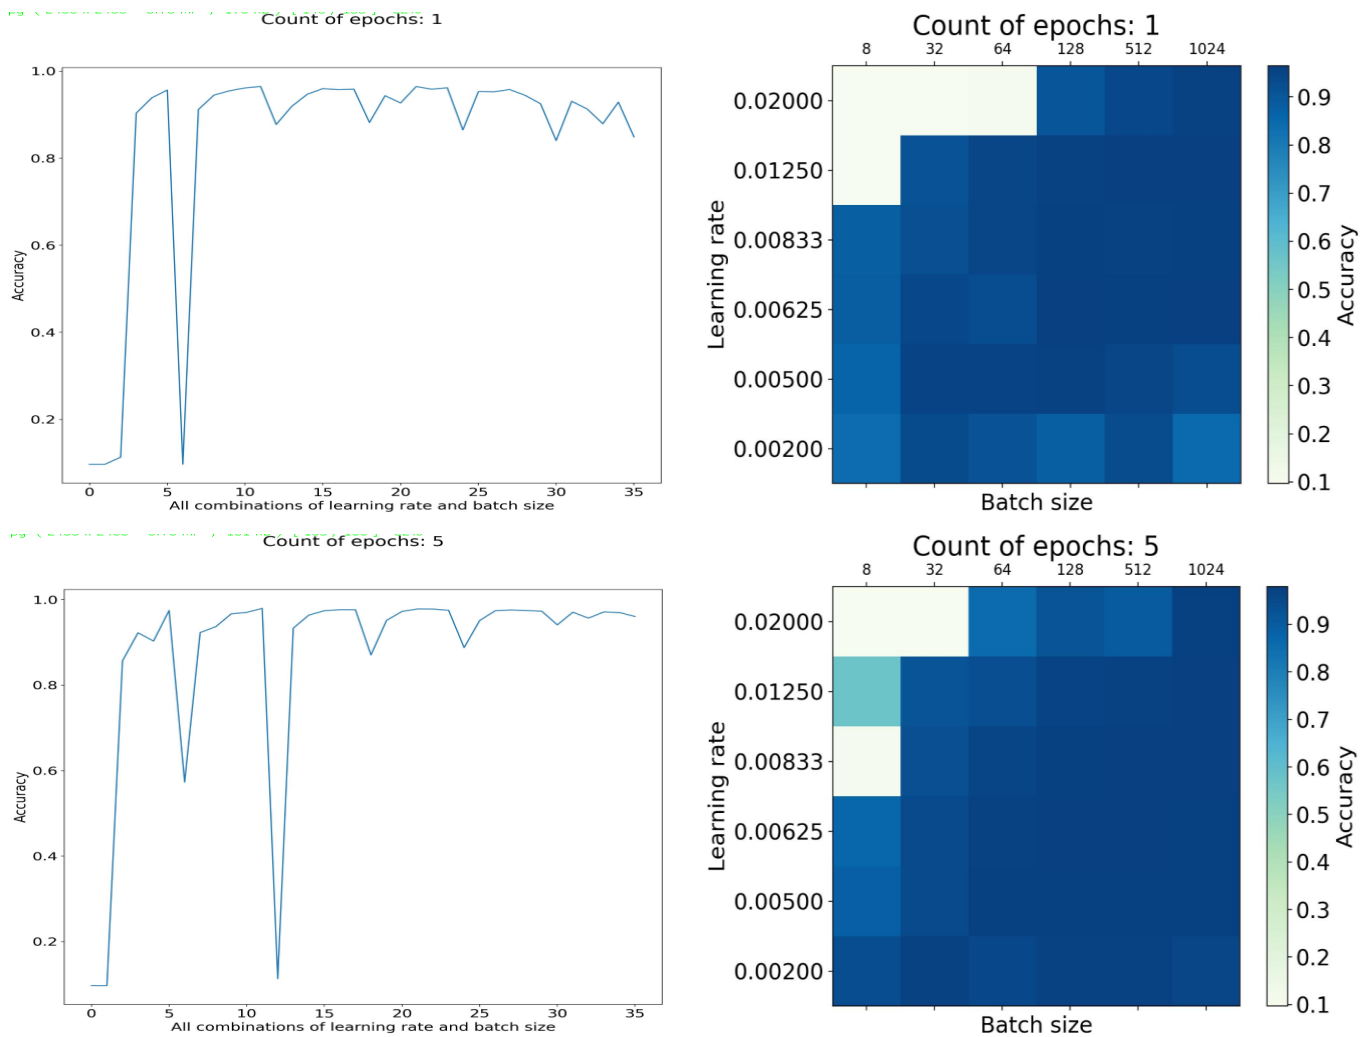 Count of epochs: 1
1.0
0.8
0.6
0.4
0.2
Accuracy
0 5 10 15 20 25 30 35
All combinations of learning rate and batch size
Count of epochs: 1
8 32 64 128 512 1024
0.02000
0.01250
0.00833
0.00625
0.00500
0.00200
Learning rate
Batch size
0.9
0.8
0.7
0.6
0.5
0.4
0.3
0.2
0.1
Accuracy
Count of epochs: 5
1.0
0.8
0.6
0.4
0.2
Accuracy
0 5 10 15 20 25 30 35
All combinations of learning rate and batch size
Count of epochs: 5
8 32 64 128 512 1024
0.02000
0.01250
0.00833
0.00625
0.00500
0.00200
Learning rate
Batch size
0.9
0.8
0.7
0.6
0.5
0.4
0.3
0.2
0.1
Accuracy